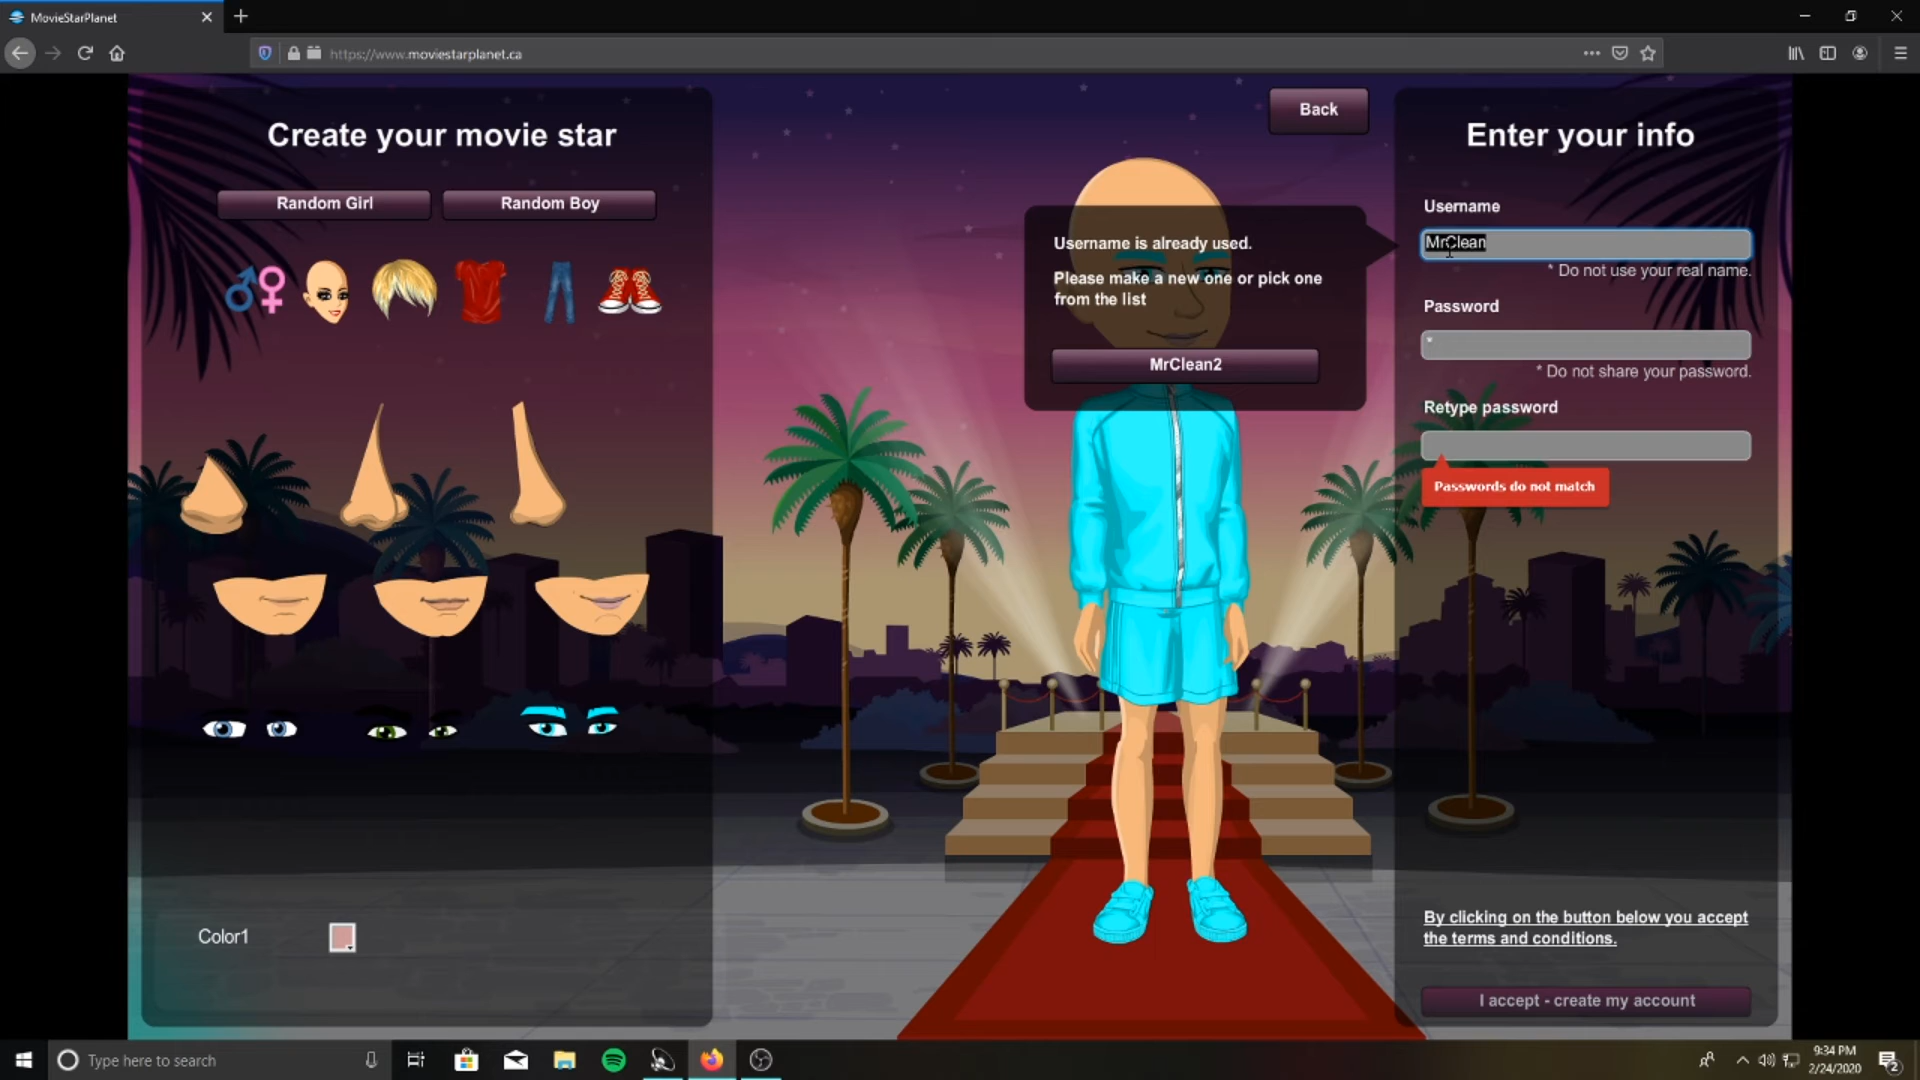 MovieStarPlanet
https://www.moviestarplanet.ca
Create your movie star
Random Girl
Random Boy
Back
Username is already used.
Please make a new one or pick one
from the list
MrClean2
Enter your info
Username
MrClean
* Do not use your real name.
Password
*
* Do not share your password.
Retype password
Passwords do not match
Color1
By clicking on the button below you accept
the terms and conditions.
I accept - create my account
Type here to search
9:34 PM
2/24/2020
2